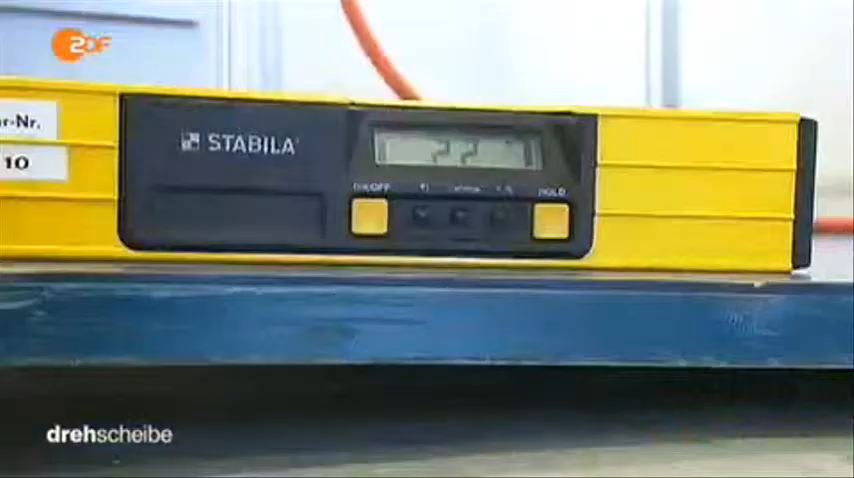 ZDF
r-Nr.
10
STABILA
ON/OFF
HOLD
drehscheibe